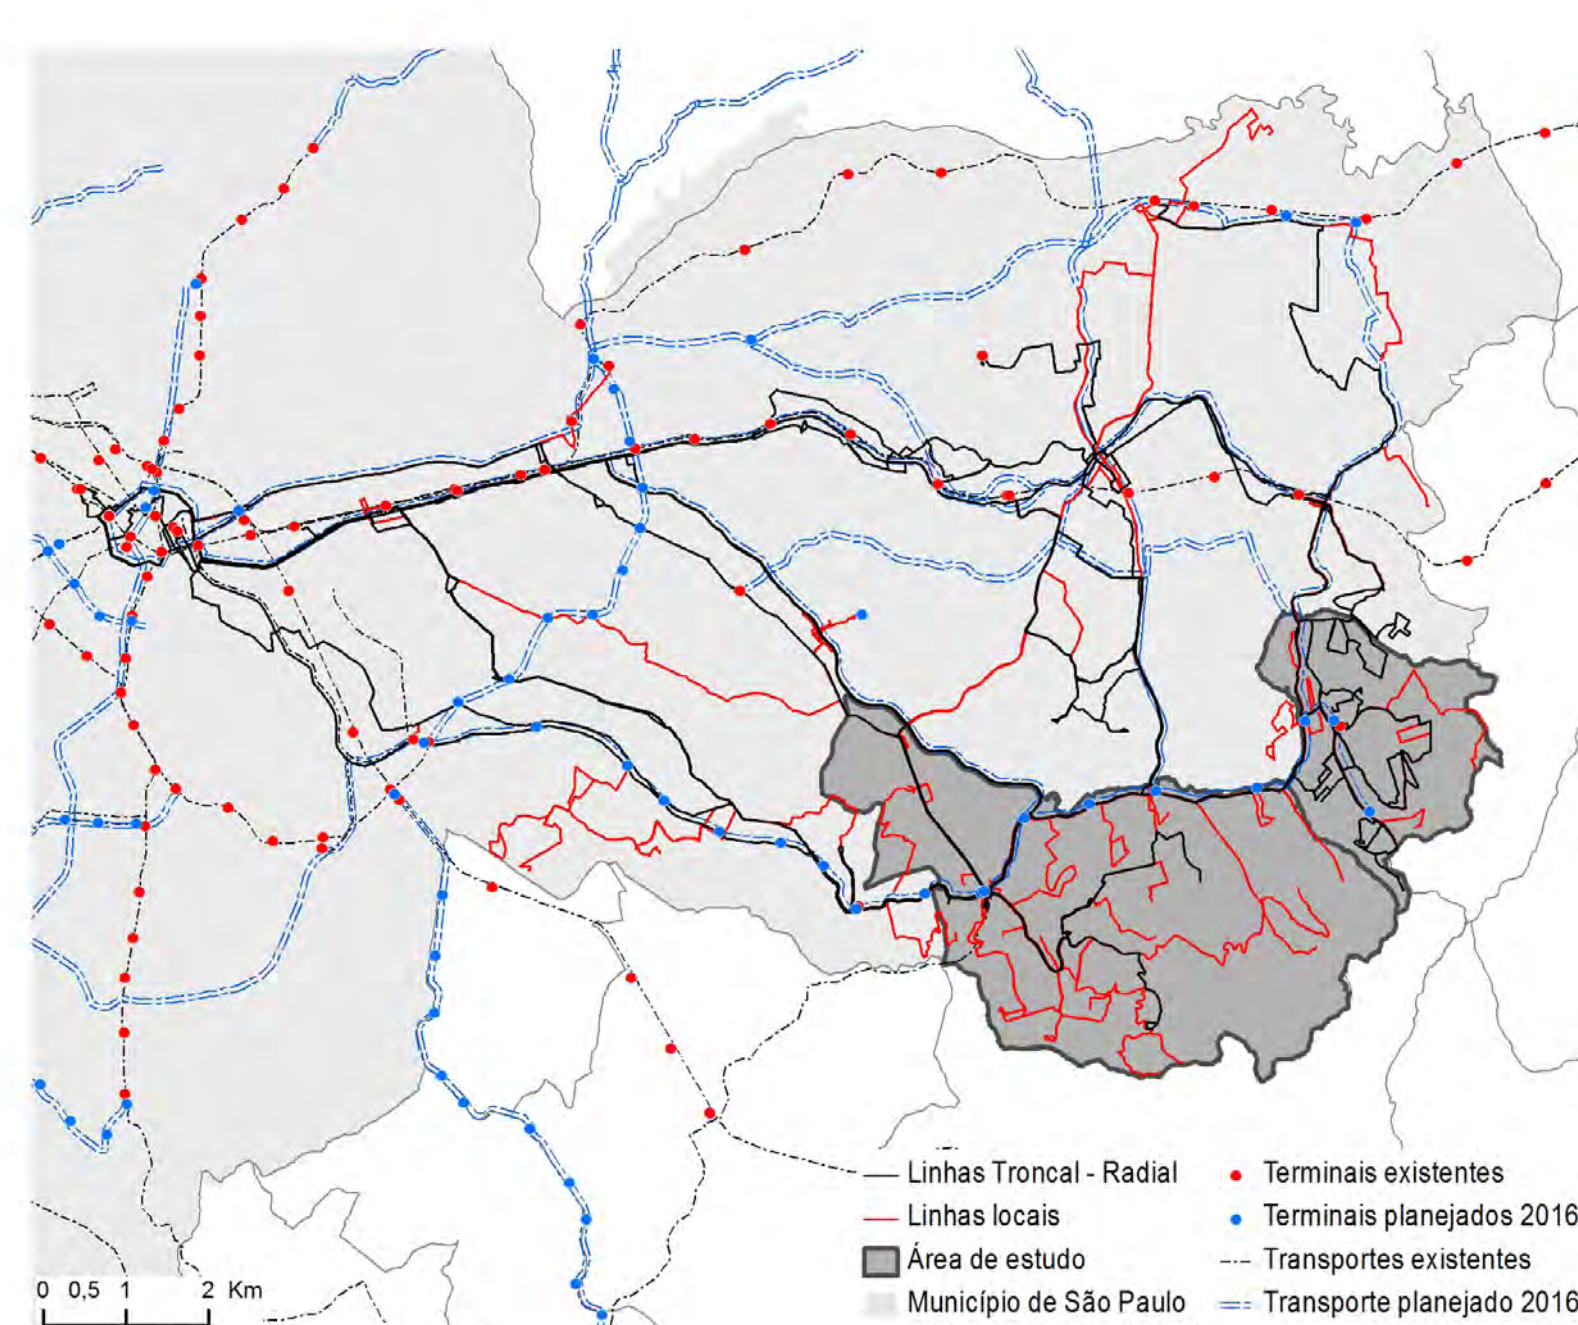 Linhas Troncal - Radial
Linhas locais
Área de estudo
Município de São Paulo
Terminais existentes
Terminais planejados 2016
Transportes existentes
Transporte planejado 2016
0 0,5 1 2 Km